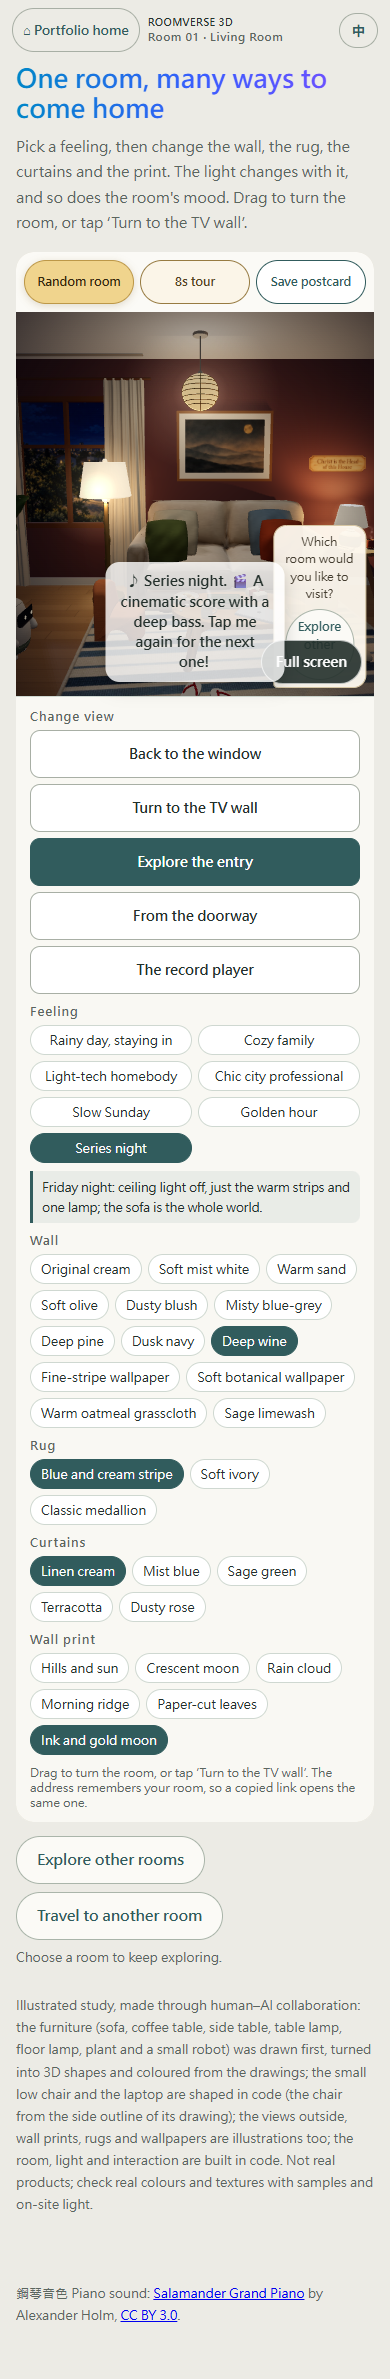 ⌂ Portfolio home
ROOMVERSE 3D
Room 01 · Living Room
中
One room, many ways to
come home
Pick a feeling, then change the wall, the rug, the
curtains and the print. The light changes with it,
and so does the room's mood. Drag to turn the
room, or tap ‘Turn to the TV wall’.
Random room
8s tour
Save postcard
Christ is the Head
of this House
Which
room would
you like to
visit?
Explore
other
♪ Series night. 🎬 A
cinematic score with a
deep bass. Tap me
again for the next
one!
Full screen
Change view
Back to the window
Turn to the TV wall
Explore the entry
From the doorway
The record player
Feeling
Rainy day, staying in
Cozy family
Light-tech homebody
Chic city professional
Slow Sunday
Golden hour
Series night
Friday night: ceiling light off, just the warm strips and
one lamp; the sofa is the whole world.
Wall
Original cream
Soft mist white
Warm sand
Soft olive
Dusty blush
Misty blue-grey
Deep pine
Dusk navy
Deep wine
Fine-stripe wallpaper
Soft botanical wallpaper
Warm oatmeal grasscloth
Sage limewash
Rug
Blue and cream stripe
Soft ivory
Classic medallion
Curtains
Linen cream
Mist blue
Sage green
Terracotta
Dusty rose
Wall print
Hills and sun
Crescent moon
Rain cloud
Morning ridge
Paper-cut leaves
Ink and gold moon
Drag to turn the room, or tap ‘Turn to the TV wall’. The
address remembers your room, so a copied link opens the
same one.
Explore other rooms
Travel to another room
Choose a room to keep exploring.
Illustrated study, made through human–AI collaboration:
the furniture (sofa, coffee table, side table, table lamp,
floor lamp, plant and a small robot) was drawn first, turned
into 3D shapes and coloured from the drawings; the small
low chair and the laptop are shaped in code (the chair
from the side outline of its drawing); the views outside,
wall prints, rugs and wallpapers are illustrations too; the
room, light and interaction are built in code. Not real
products; check real colours and textures with samples and
on-site light.
鋼琴音色 Piano sound: Salamander Grand Piano by
Alexander Holm, CC BY 3.0.